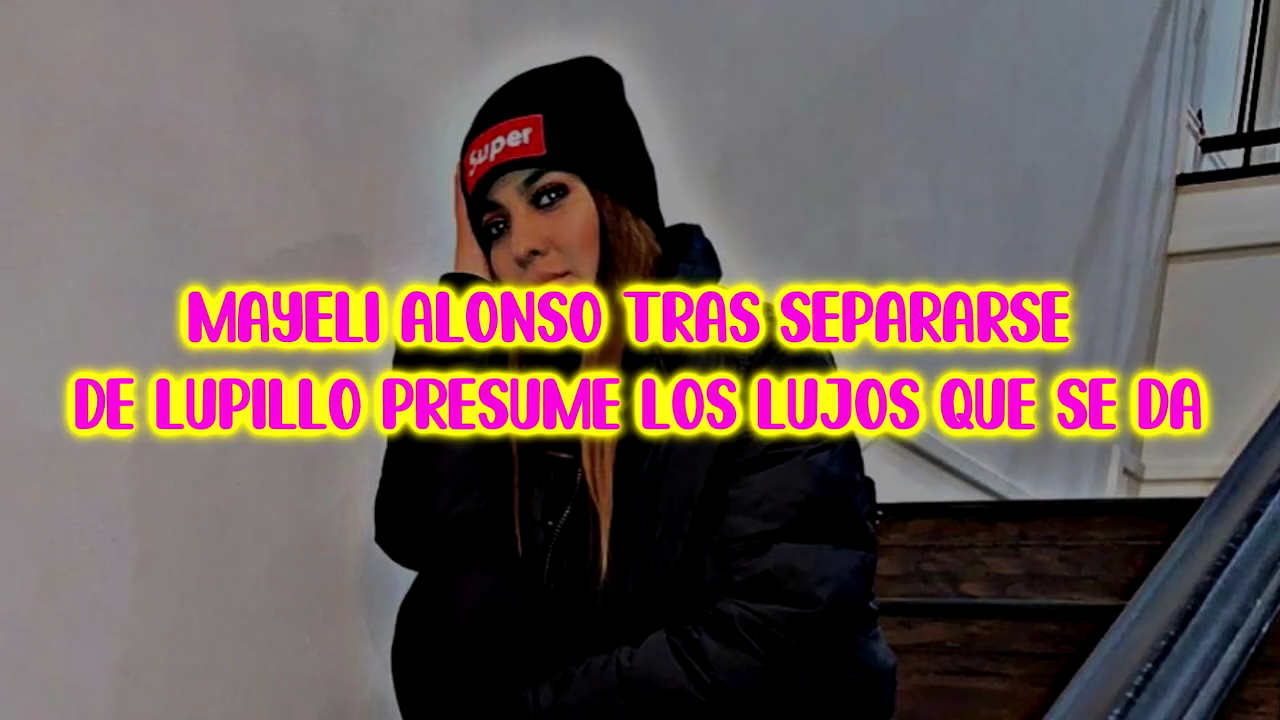 super
MAYELI ALONSO TRAS SEPARARSE
DE LUPILLO PRESUME LOS LUJOS QUE SE DA